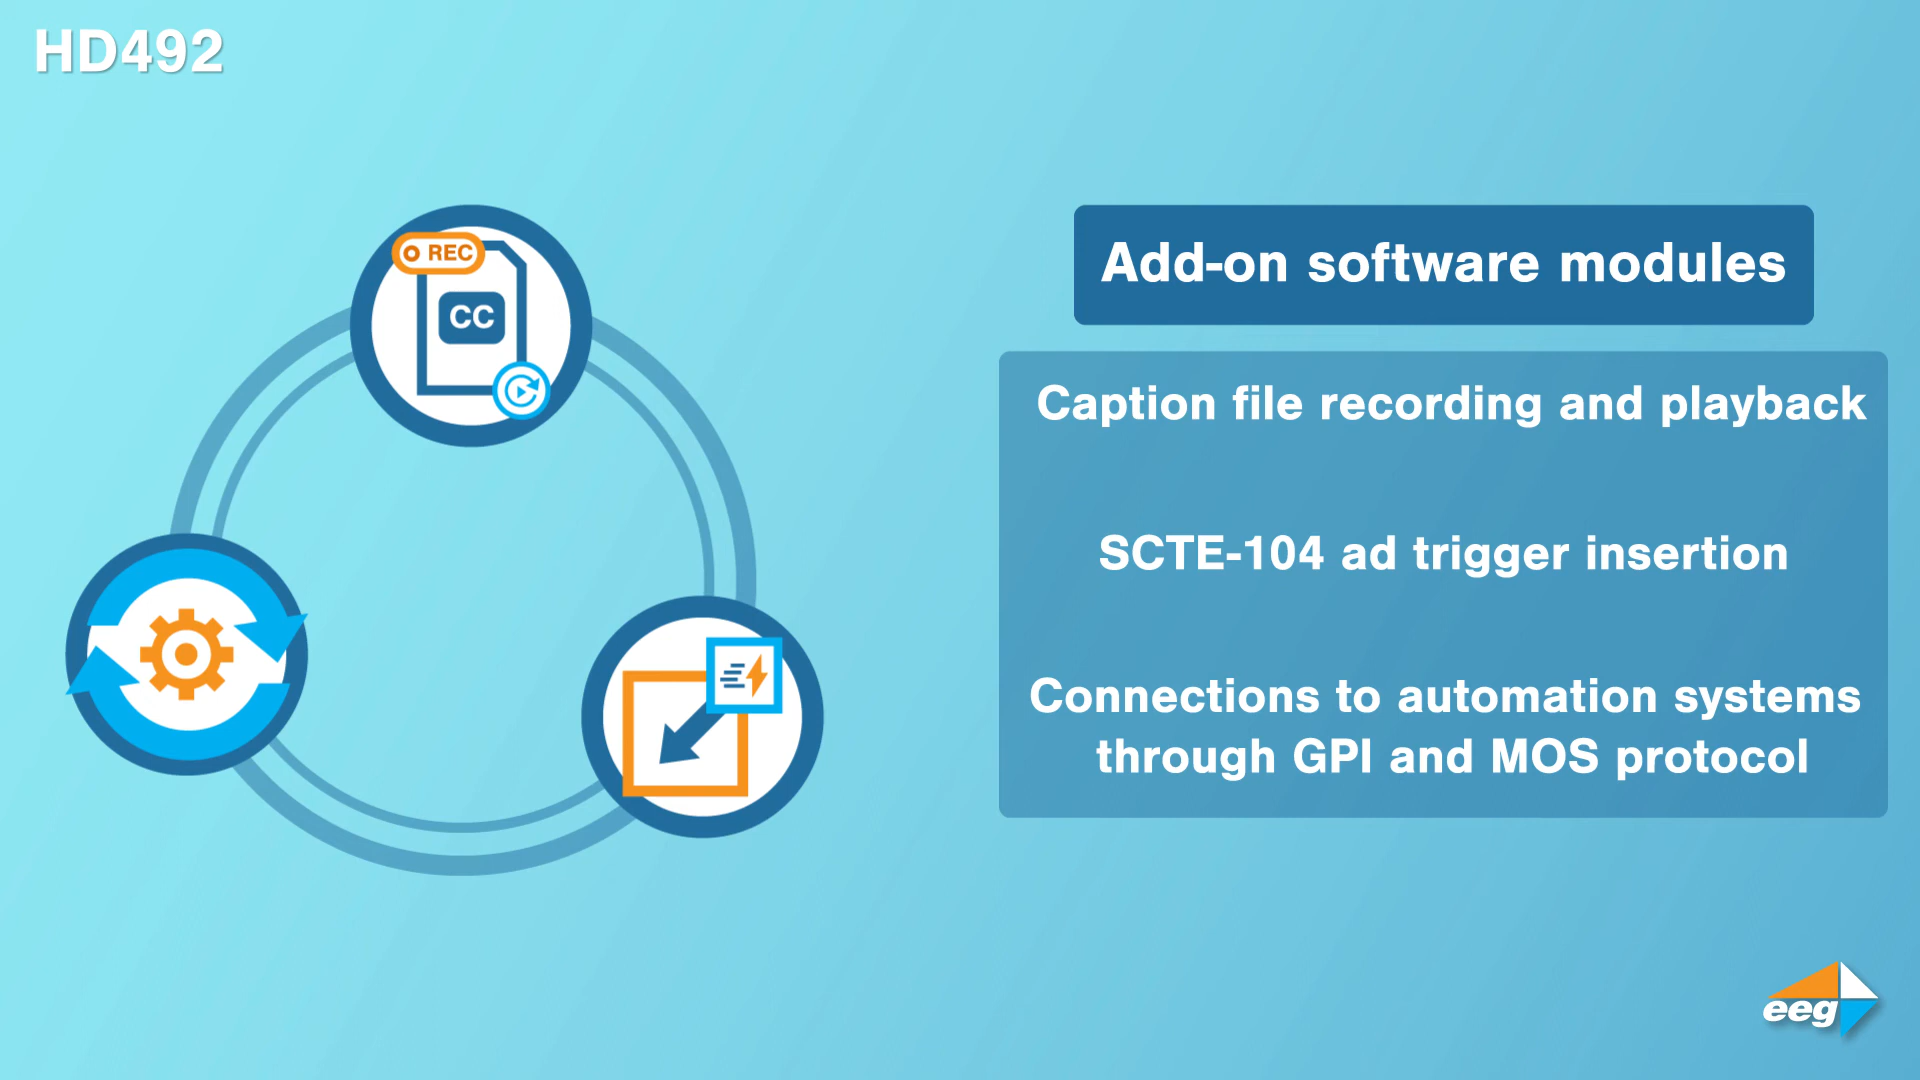 HD492
REC
CC
Add-on software modules
Caption file recording and playback
SCTE-104 ad trigger insertion
Connections to automation systems
through GPI and MOS protocol
eeg